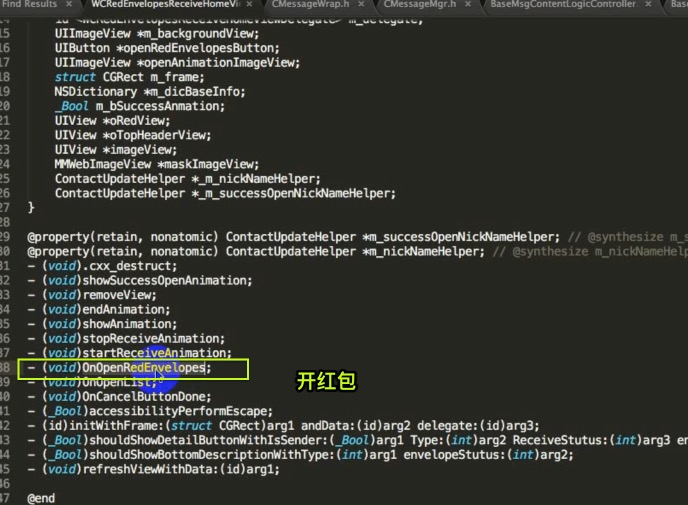 Find Results
WCRedEnvelopesReceiveHomeVi
CMessageWrap.h
CMessageMgr.h
BaseMsgContentLogicController
Bas
14 id <WCRedEnvelopesReceiveHomeViewDelegate> m_delegate;
15 UIImageView *m_backgroundView;
16 UIButton *openRedEnvelopesButton;
17 UIImageView *openAnimationImageView;
18 struct CGRect m_frame;
19 NSDictionary *m_dicBaseInfo;
20 _Bool m_bSuccessAnmation;
21 UIView *oRedView;
22 UIView *oTopHeaderView;
23 UIView *imageView;
24 MMWebImageView *maskImageView;
25 ContactUpdateHelper *_m_nickNameHelper;
26 ContactUpdateHelper *_m_successOpenNickNameHelper;
27 }
28
29 @property(retain, nonatomic) ContactUpdateHelper *m_successOpenNickNameHelper; // @synthesize m_s
30 @property(retain, nonatomic) ContactUpdateHelper *m_nickNameHelper; // @synthesize m_nickNameHelp
31 - (void).cxx_destruct;
32 - (void)showSuccessOpenAnimation;
33 - (void)removeView;
34 - (void)endAnimation;
35 - (void)showAnimation;
36 - (void)stopReceiveAnimation;
37 - (void)startReceiveAnimation;
38 - (void)OnOpenRedEnvelopes;
开红包
39 - (void)OnOpenList;
40 - (void)OnCancelButtonDone;
41 - (_Bool)accessibilityPerformEscape;
42 - (id)initWithFrame:(struct CGRect)arg1 andData:(id)arg2 delegate:(id)arg3;
43 - (_Bool)shouldShowDetailButtonWithIsSender:(_Bool)arg1 Type:(int)arg2 ReceiveStutus:(int)arg3 en
44 - (_Bool)shouldShowBottomDescriptionWithType:(int)arg1 envelopeStutus:(int)arg2;
45 - (void)refreshViewWithData:(id)arg1;
46
47 @end